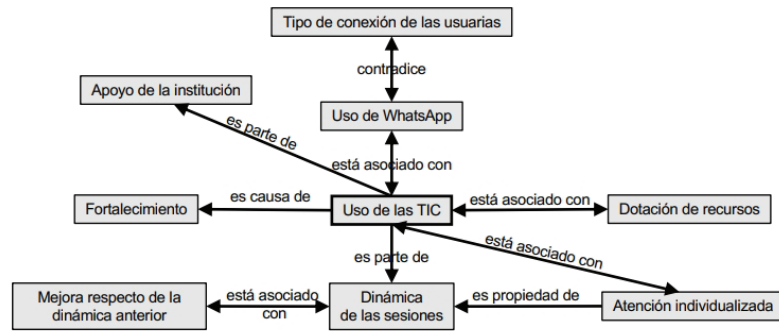 Tipo de conexión de las usuarias
contradice
Apoyo de la institución
Uso de WhatsApp
es parte de
está asociado con
Fortalecimiento
es causa de
Uso de las TIC
está asociado con
Dotación de recursos
es parte de
está asociado con
Mejora respecto de la
dinámica anterior
está asociado
con
Dinámica
de las sesiones
es propiedad de
Atención individualizada